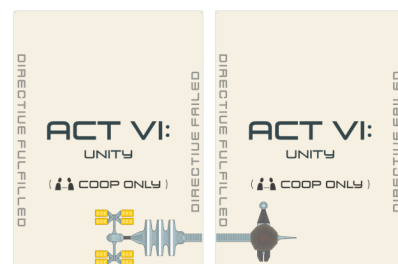 DIRECTIVE FULFILLED
ACT VI:
UNITY
( COOP ONLY )
DIRECTIVE FAILED
DIRECTIVE FULFILLED
ACT VI:
UNITY
( COOP ONLY )
DIRECTIVE FAILED